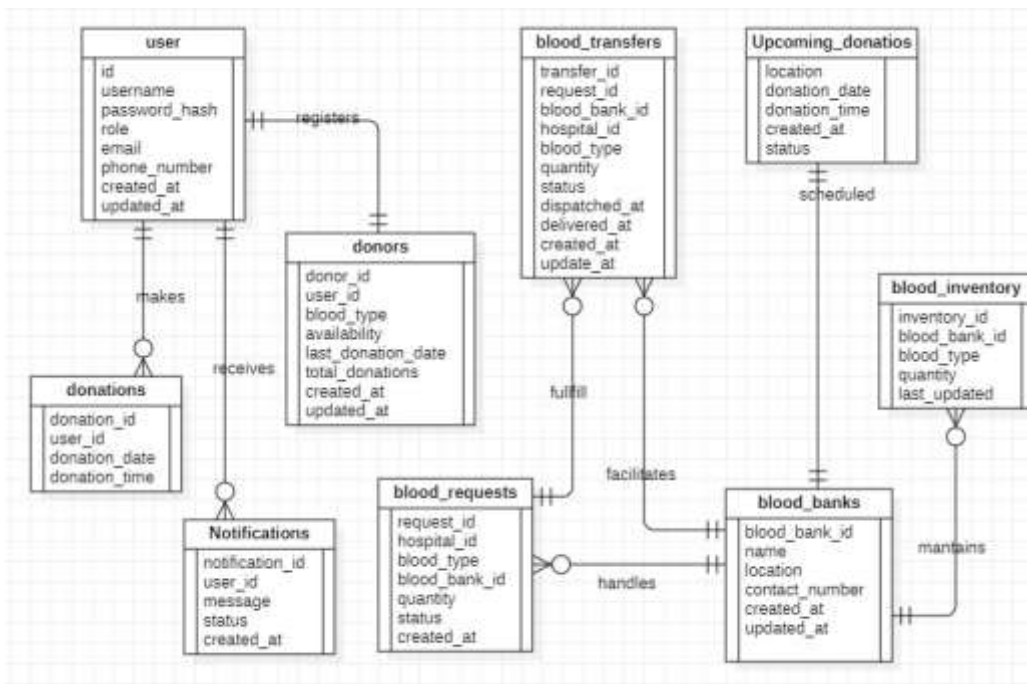 user
id
username
password_hash
role
email
phone_number
created_at
updated_at
registers
makes
receives
donors
donor_id
user_id
blood_type
availability
last_donation_date
total_donations
created_at
updated_at
donations
donation_id
user_id
donation_date
donation_time
Notifications
notification_id
user_id
message
status
created_at
blood_transfers
transfer_id
request_id
blood_bank_id
hospital_id
blood_type
quantity
status
dispatched_at
delivered_at
created_at
update_at
fullfill
facilitates
blood_requests
request_id
hospital_id
blood_type
blood_bank_id
quantity
status
created_at
handles
Upcoming_donatios
location
donation_date
donation_time
created_at
status
scheduled
blood_inventory
inventory_id
blood_bank_id
blood_type
quantity
last_updated
mantains
blood_banks
blood_bank_id
name
location
contact_number
created_at
updated_at